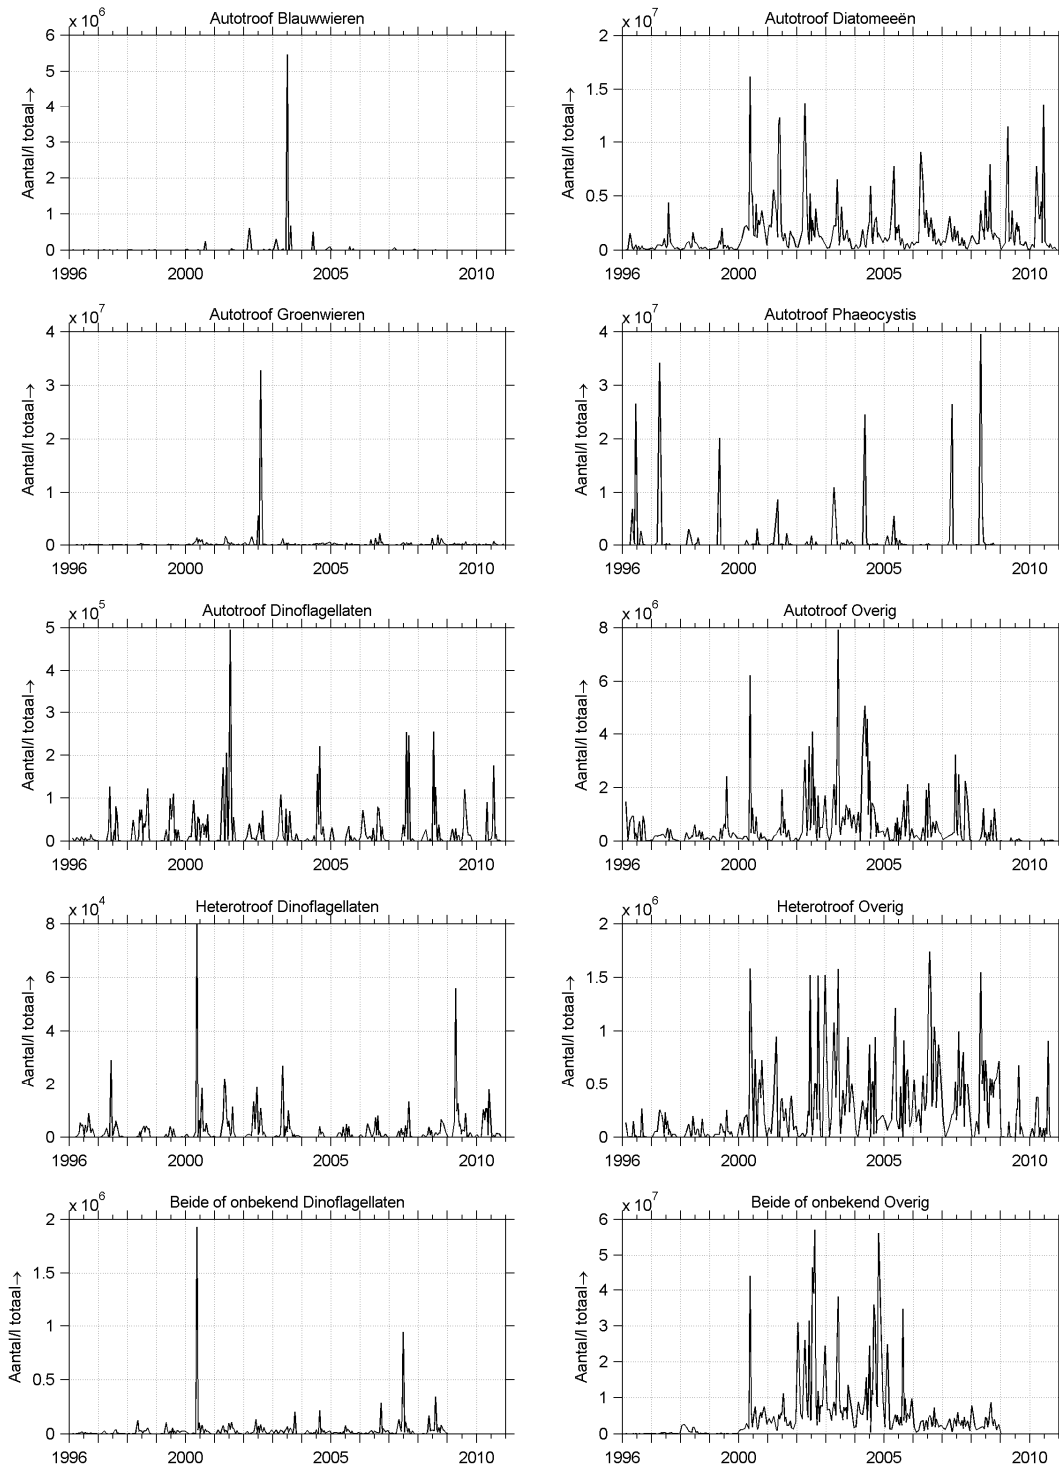 Autotroof Blauwwieren
x 10^6
Aantal/l totaal→
6
5
4
3
2
1
0
1996 2000 2005 2010
Autotroof Diatomeeën
x 10^7
Aantal/l totaal→
2
1.5
1
0.5
0
1996 2000 2005 2010
Autotroof Groenwieren
x 10^7
Aantal/l totaal→
4
3
2
1
0
1996 2000 2005 2010
Autotroof Phaeocystis
x 10^7
Aantal/l totaal→
4
3
2
1
0
1996 2000 2005 2010
Autotroof Dinoflagellaten
x 10^5
Aantal/l totaal→
5
4
3
2
1
0
1996 2000 2005 2010
Autotroof Overig
x 10^6
Aantal/l totaal→
8
6
4
2
0
1996 2000 2005 2010
Heterotroof Dinoflagellaten
x 10^4
Aantal/l totaal→
8
6
4
2
0
1996 2000 2005 2010
Heterotroof Overig
x 10^6
Aantal/l totaal→
2
1.5
1
0.5
0
1996 2000 2005 2010
Beide of onbekend Dinoflagellaten
x 10^6
Aantal/l totaal→
2
1.5
1
0.5
0
1996 2000 2005 2010
Beide of onbekend Overig
x 10^7
Aantal/l totaal→
6
5
4
3
2
1
0
1996 2000 2005 2010